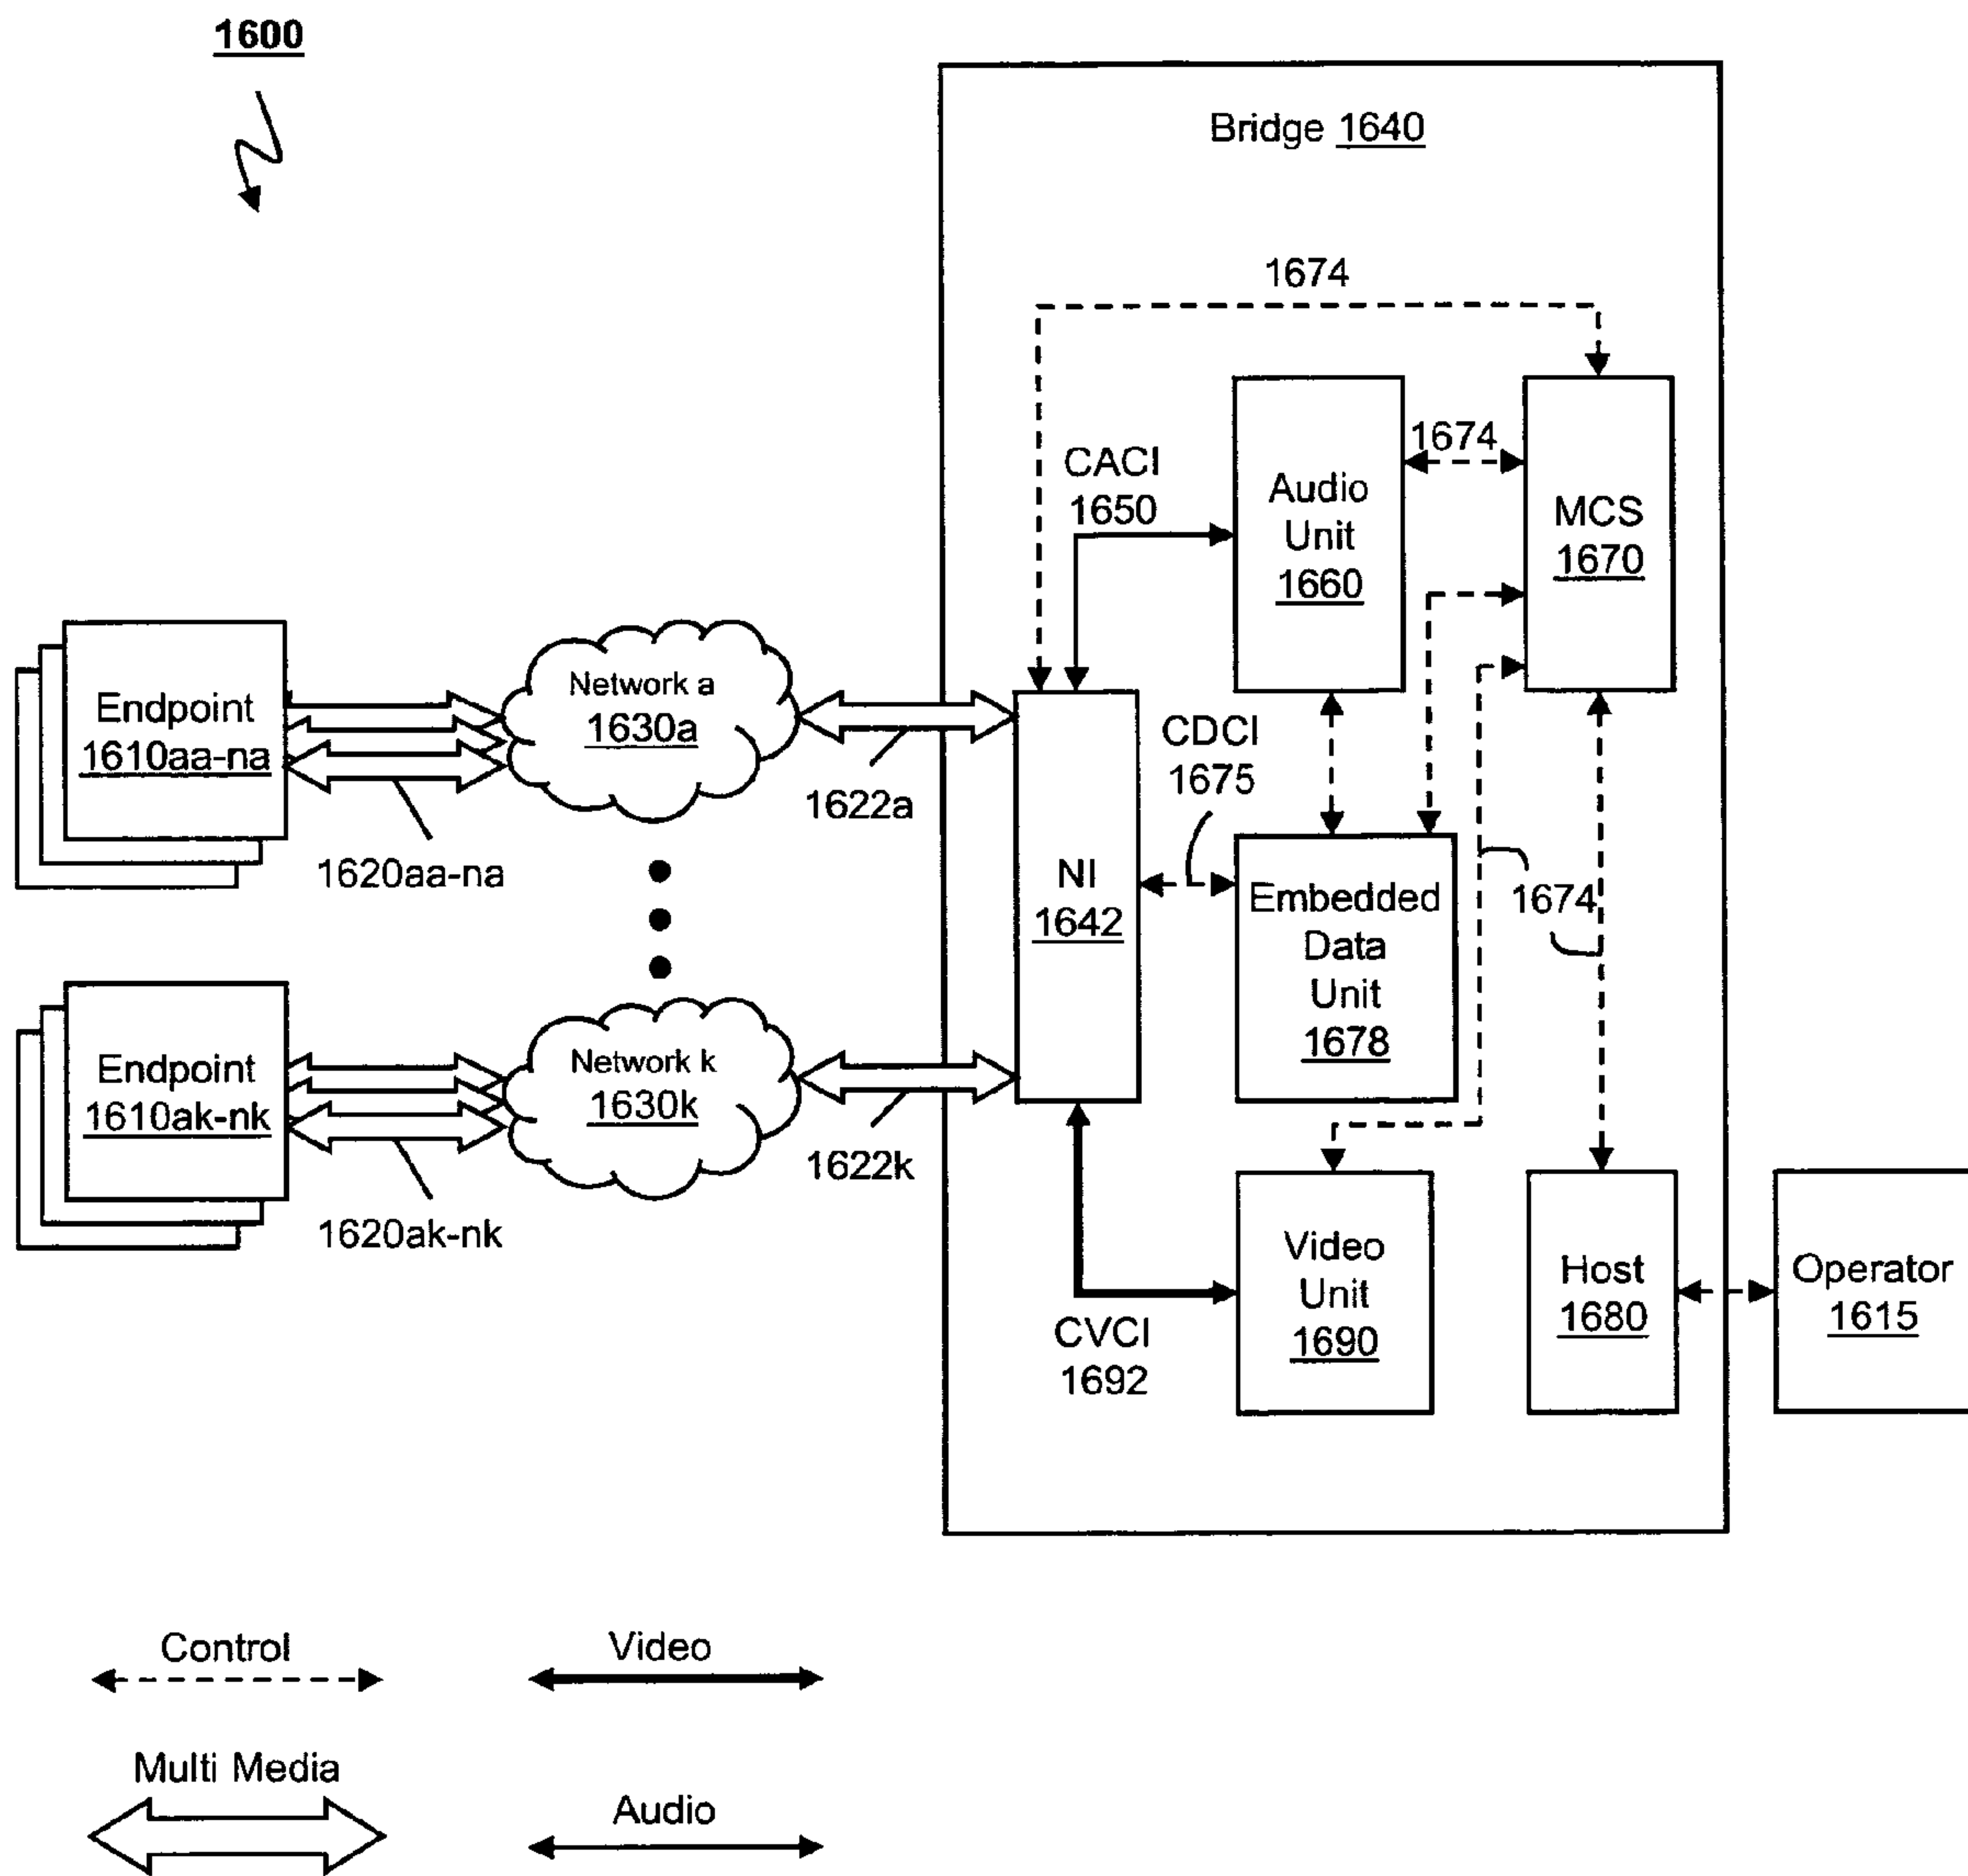 1600
Bridge 1640
1674
CACI
1650
Audio
Unit
1660
1674
MCS
1670
Endpoint
1610aa-na
1620aa-na
Network a
1630a
1622a
NI
1642
CDCI
1675
Embedded
Data
Unit
1678
1674
Endpoint
1610ak-nk
1620ak-nk
Network k
1630k
1622k
CVCI
1692
Video
Unit
1690
Host
1680
Operator
1615
Control
Video
Multi Media
Audio